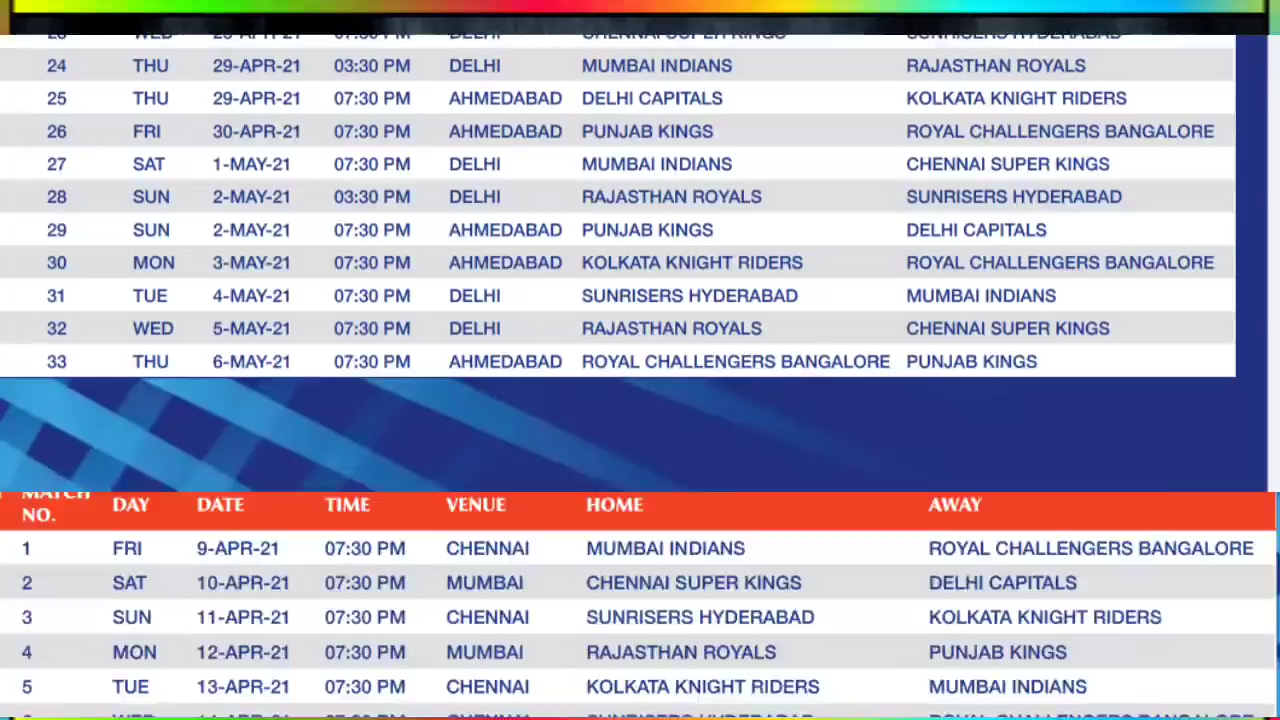 24 THU 29-APR-21 03:30 PM DELHI MUMBAI INDIANS RAJASTHAN ROYALS
25 THU 29-APR-21 07:30 PM AHMEDABAD DELHI CAPITALS KOLKATA KNIGHT RIDERS
26 FRI 30-APR-21 07:30 PM AHMEDABAD PUNJAB KINGS ROYAL CHALLENGERS BANGALORE
27 SAT 1-MAY-21 07:30 PM DELHI MUMBAI INDIANS CHENNAI SUPER KINGS
28 SUN 2-MAY-21 03:30 PM DELHI RAJASTHAN ROYALS SUNRISERS HYDERABAD
29 SUN 2-MAY-21 07:30 PM AHMEDABAD PUNJAB KINGS DELHI CAPITALS
30 MON 3-MAY-21 07:30 PM AHMEDABAD KOLKATA KNIGHT RIDERS ROYAL CHALLENGERS BANGALORE
31 TUE 4-MAY-21 07:30 PM DELHI SUNRISERS HYDERABAD MUMBAI INDIANS
32 WED 5-MAY-21 07:30 PM DELHI RAJASTHAN ROYALS CHENNAI SUPER KINGS
33 THU 6-MAY-21 07:30 PM AHMEDABAD ROYAL CHALLENGERS BANGALORE PUNJAB KINGS
MATCH NO. DAY DATE TIME VENUE HOME AWAY
1 FRI 9-APR-21 07:30 PM CHENNAI MUMBAI INDIANS ROYAL CHALLENGERS BANGALORE
2 SAT 10-APR-21 07:30 PM MUMBAI CHENNAI SUPER KINGS DELHI CAPITALS
3 SUN 11-APR-21 07:30 PM CHENNAI SUNRISERS HYDERABAD KOLKATA KNIGHT RIDERS
4 MON 12-APR-21 07:30 PM MUMBAI RAJASTHAN ROYALS PUNJAB KINGS
5 TUE 13-APR-21 07:30 PM CHENNAI KOLKATA KNIGHT RIDERS MUMBAI INDIANS